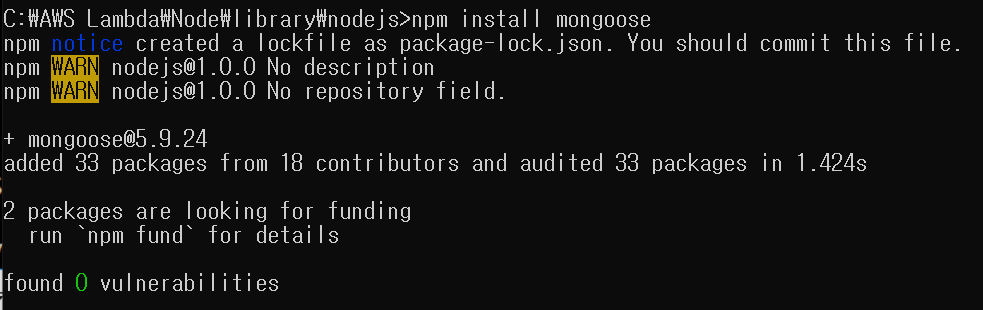 C:₩AWS Lambda₩Node₩library₩nodejs>npm install mongoose
npm notice created a lockfile as package-lock.json. You should commit this file.
npm WARN nodejs@1.0.0 No description
npm WARN nodejs@1.0.0 No repository field.
+ mongoose@5.9.24
added 33 packages from 18 contributors and audited 33 packages in 1.424s
2 packages are looking for funding
run `npm fund` for details
found 0 vulnerabilities